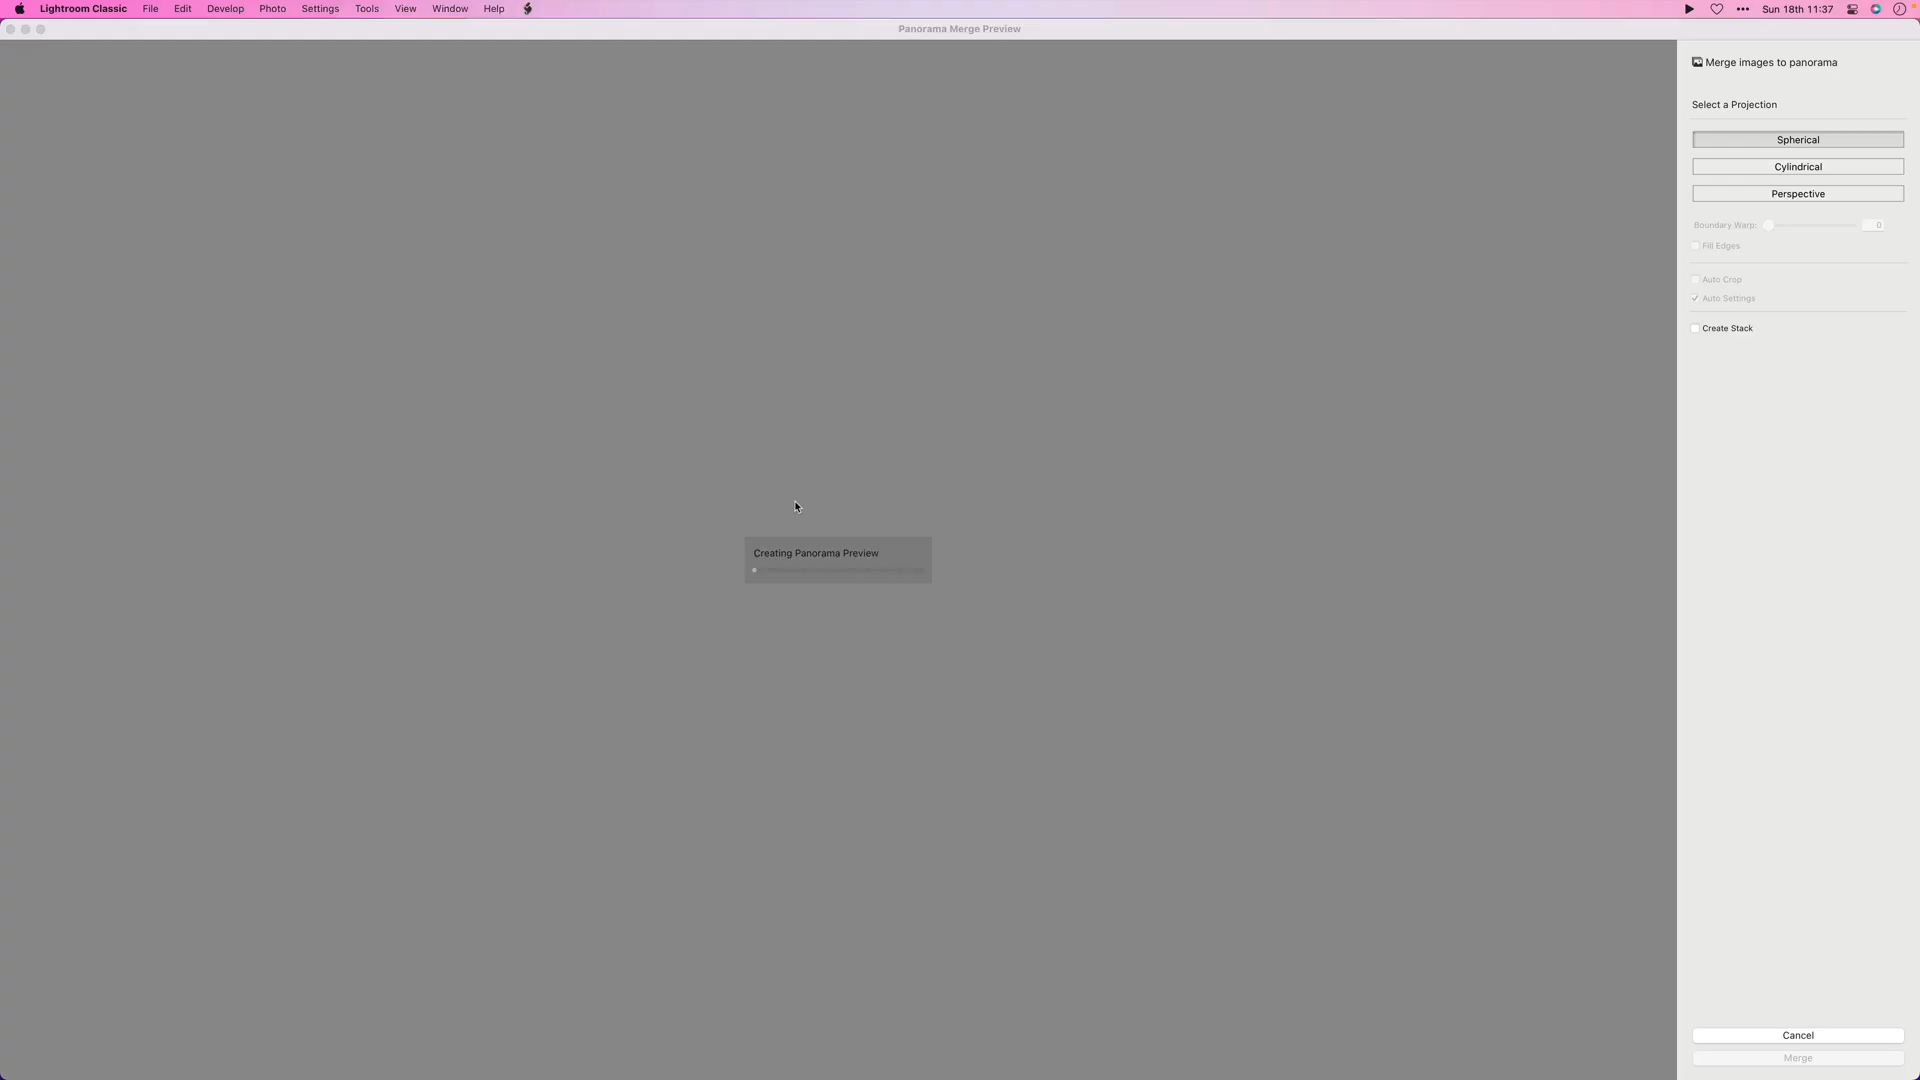 Lightroom Classic File Edit Develop Photo Settings Tools View Window Help Sun 18th 11:37
Panorama Merge Preview
Merge images to panorama
Select a Projection
Spherical
Cylindrical
Perspective
Boundary Warp: 0
Fill Edges
Auto Crop
Auto Settings
Create Stack
Creating Panorama Preview
Cancel
Merge